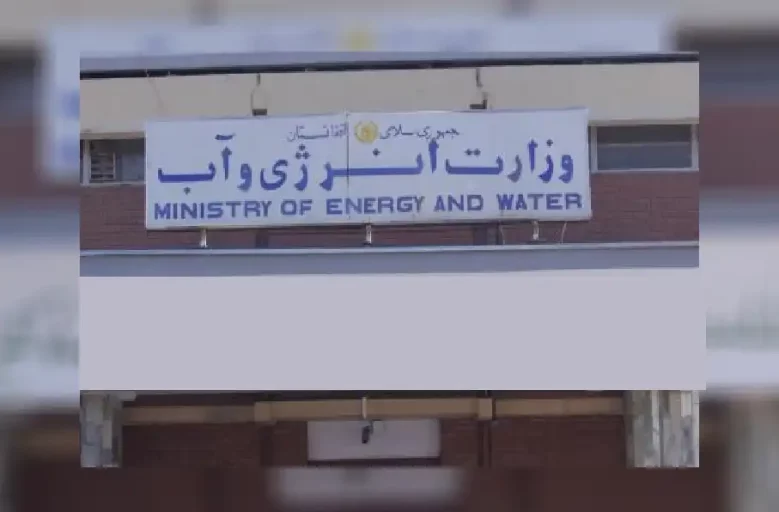 جمهوری اسلامی افغانستان
وزارت انرژی و آب
MINISTRY OF ENERGY AND WATER